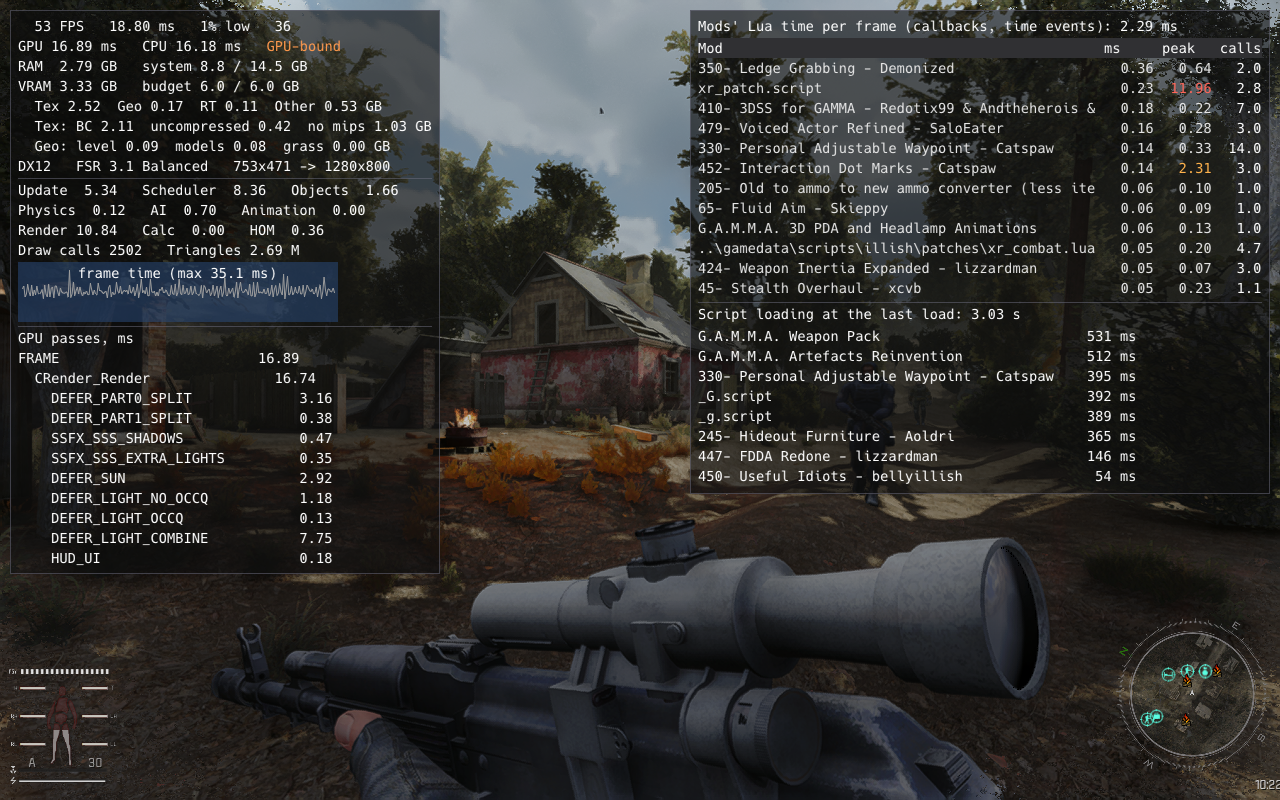 53 FPS 18.80 ms 1% low 36
GPU 16.89 ms CPU 16.18 ms GPU-bound
RAM 2.79 GB system 8.8 / 14.5 GB
VRAM 3.33 GB budget 6.0 / 6.0 GB
Tex 2.52 Geo 0.17 RT 0.11 Other 0.53 GB
Tex: BC 2.11 uncompressed 0.42 no mips 1.03 GB
Geo: level 0.09 models 0.08 grass 0.00 GB
DX12 FSR 3.1 Balanced 753x471 -> 1280x800
Update 5.34 Scheduler 8.36 Objects 1.66
Physics 0.12 AI 0.70 Animation 0.00
Render 10.84 Calc 0.00 HOM 0.36
Draw calls 2502 Triangles 2.69 M
frame time (max 35.1 ms)
GPU passes, ms
FRAME 16.89
CRender_Render 16.74
DEFER_PART0_SPLIT 3.16
DEFER_PART1_SPLIT 0.38
SSFX_SSS_SHADOWS 0.47
SSFX_SSS_EXTRA_LIGHTS 0.35
DEFER_SUN 2.92
DEFER_LIGHT_NO_OCCQ 1.18
DEFER_LIGHT_OCCQ 0.13
DEFER_LIGHT_COMBINE 7.75
HUD_UI 0.18
Mods' Lua time per frame (callbacks, time events): 2.29 ms
Mod ms peak calls
350- Ledge Grabbing - Demonized 0.36 0.64 2.0
xr_patch.script 0.23 11.96 2.8
410- 3DSS for GAMMA - Redotix99 & Andtheherois & 0.18 0.22 7.0
479- Voiced Actor Refined - SaloEater 0.16 0.28 3.0
330- Personal Adjustable Waypoint - Catspaw 0.14 0.33 14.0
452- Interaction Dot Marks - Catspaw 0.14 2.31 3.0
205- Old to ammo to new ammo converter (less ite 0.06 0.10 1.0
65- Fluid Aim - Skieppy 0.06 0.09 1.0
G.A.M.M.A. 3D PDA and Headlamp Animations 0.06 0.13 1.0
..\gamedata\scripts\illish\patches\xr_combat.lua 0.05 0.20 4.7
424- Weapon Inertia Expanded - lizzardman 0.05 0.07 3.0
45- Stealth Overhaul - xcvb 0.05 0.23 1.1
Script loading at the last load: 3.03 s
G.A.M.M.A. Weapon Pack 531 ms
G.A.M.M.A. Artefacts Reinvention 512 ms
330- Personal Adjustable Waypoint - Catspaw 395 ms
_G.script 392 ms
_g.script 389 ms
245- Hideout Furniture - Aoldri 365 ms
447- FDDA Redone - lizzardman 146 ms
450- Useful Idiots - bellyillish 54 ms
A 30
N
E
10:22